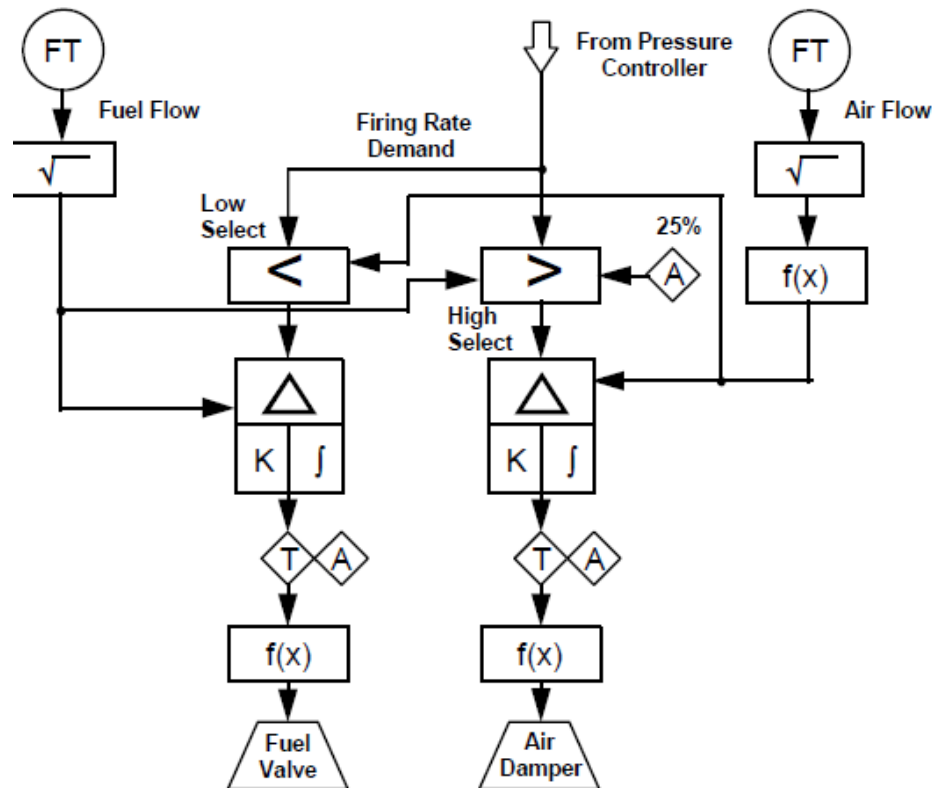 FT
From Pressure
Controller
FT
Fuel Flow
Air Flow
Firing Rate
Demand
√
√
Low
Select
25%
<
>
A
f(x)
High
Select
△
△
K
∫
K
∫
T
A
T
A
f(x)
f(x)
Fuel
Valve
Air
Damper